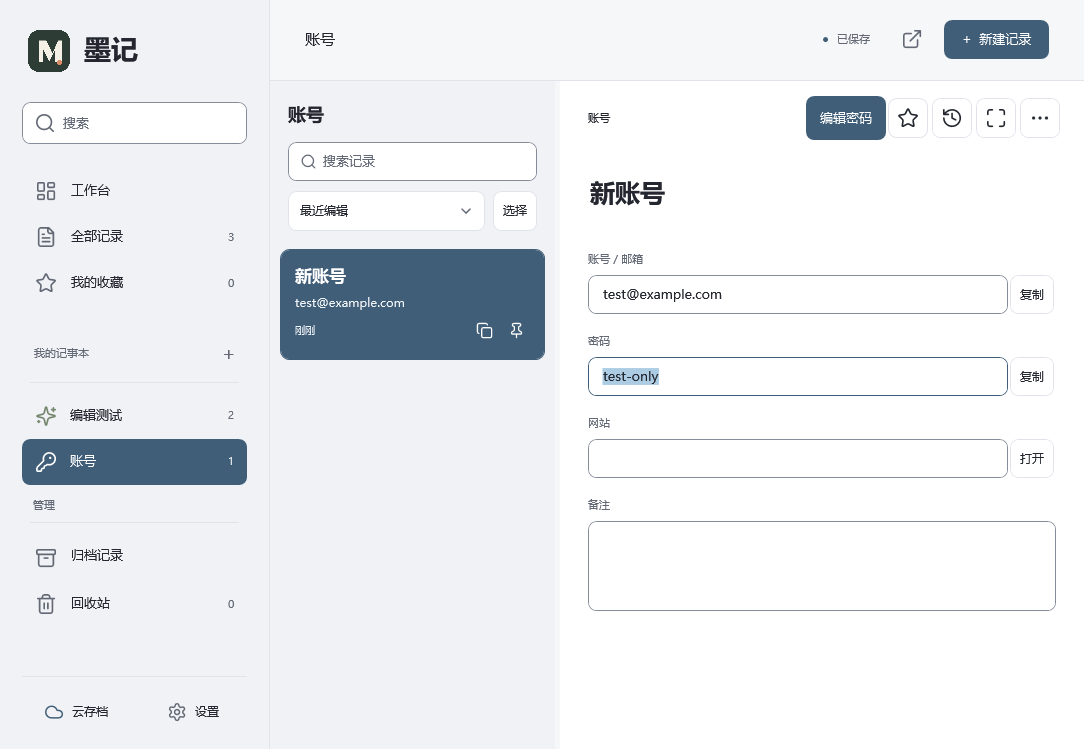 M 墨记
搜索
工作台
全部记录 3
我的收藏 0
我的记事本 +
编辑测试 2
账号 1
管理
归档记录
回收站 0
云存档 设置
账号
已保存
+ 新建记录
账号
搜索记录
最近编辑 选择
新账号
test@example.com
刚刚
账号
编辑密码
新账号
账号 / 邮箱
test@example.com 复制
密码
test-only 复制
网站
打开
备注